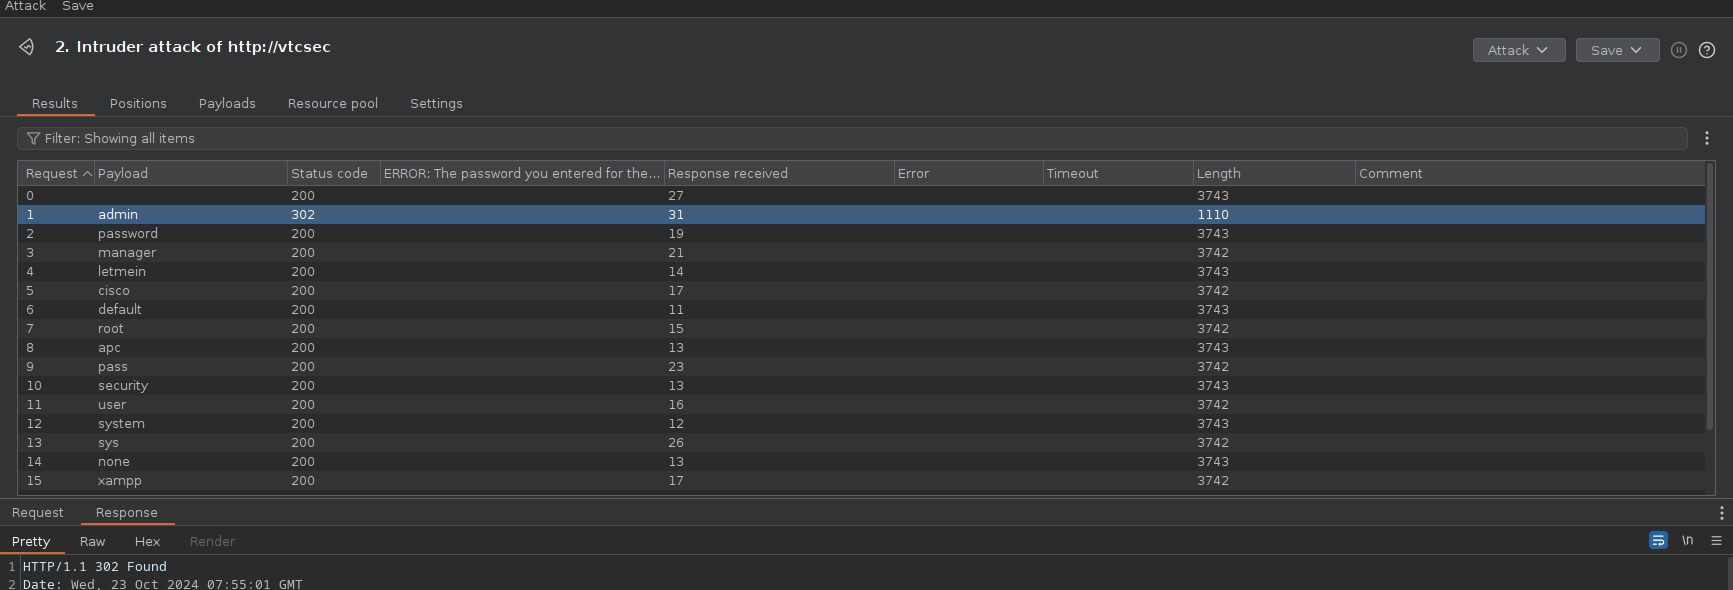 Attack Save
2. Intruder attack of http://vtcsec
Attack Save
Results Positions Payloads Resource pool Settings
Filter: Showing all items
Request Payload Status code ERROR: The password you entered for the... Response received Error Timeout Length Comment
0 200 27 3743
1 admin 302 31 1110
2 password 200 19 3743
3 manager 200 21 3742
4 letmein 200 14 3743
5 cisco 200 17 3742
6 default 200 11 3743
7 root 200 15 3742
8 apc 200 13 3743
9 pass 200 23 3742
10 security 200 13 3743
11 user 200 16 3742
12 system 200 12 3743
13 sys 200 26 3742
14 none 200 13 3743
15 xampp 200 17 3742
Request Response
Pretty Raw Hex Render \n
1 HTTP/1.1 302 Found
2 Date: Wed, 23 Oct 2024 07:55:01 GMT